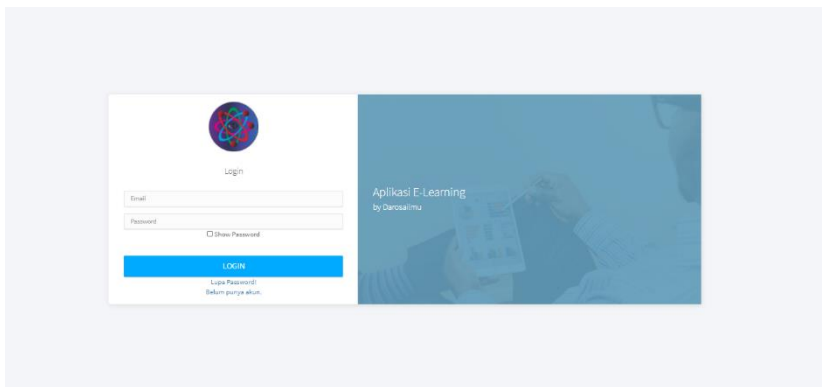 Login
Email
Password
Show Password
LOGIN
Lupa Password!
Belum punya akun.
Aplikasi E-Learning
by Darosalimu